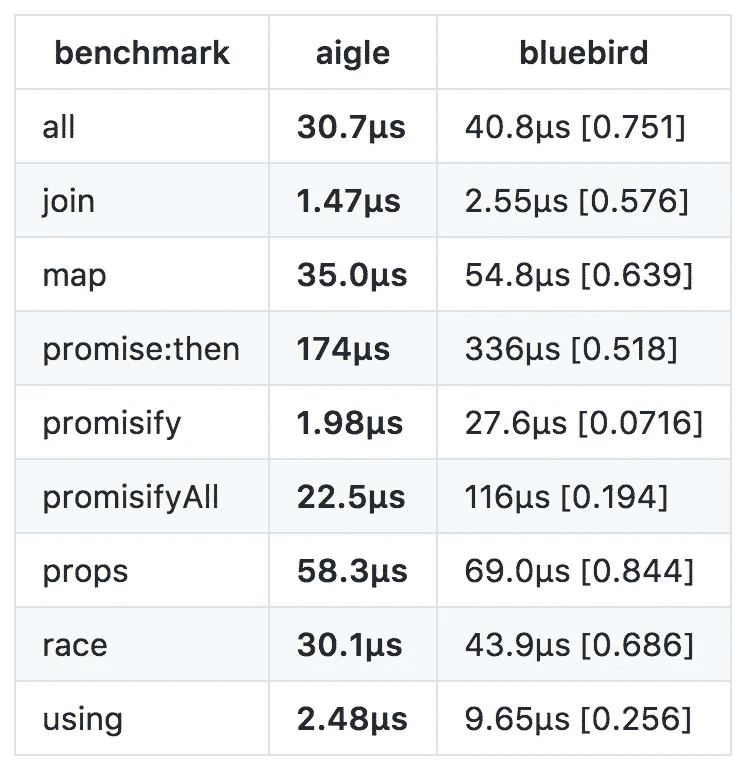 benchmark aigle bluebird
all 30.7µs 40.8µs [0.751]
join 1.47µs 2.55µs [0.576]
map 35.0µs 54.8µs [0.639]
promise:then 174µs 336µs [0.518]
promisify 1.98µs 27.6µs [0.0716]
promisifyAll 22.5µs 116µs [0.194]
props 58.3µs 69.0µs [0.844]
race 30.1µs 43.9µs [0.686]
using 2.48µs 9.65µs [0.256]